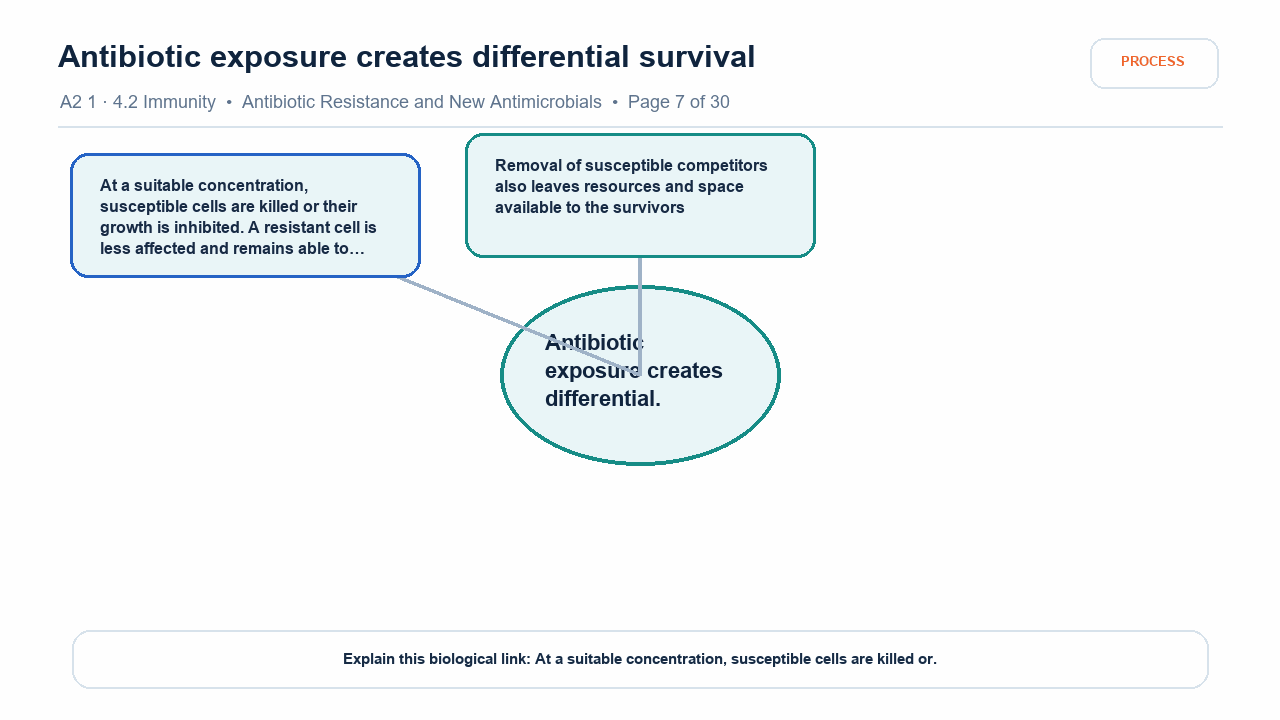 Antibiotic exposure creates differential survival
PROCESS
A2 1 · 4.2 Immunity • Antibiotic Resistance and New Antimicrobials • Page 7 of 30
At a suitable concentration,
susceptible cells are killed or their
growth is inhibited. A resistant cell is
less affected and remains able to…
Removal of susceptible competitors
also leaves resources and space
available to the survivors
Antibiotic
exposure creates
differential.
Explain this biological link: At a suitable concentration, susceptible cells are killed or.